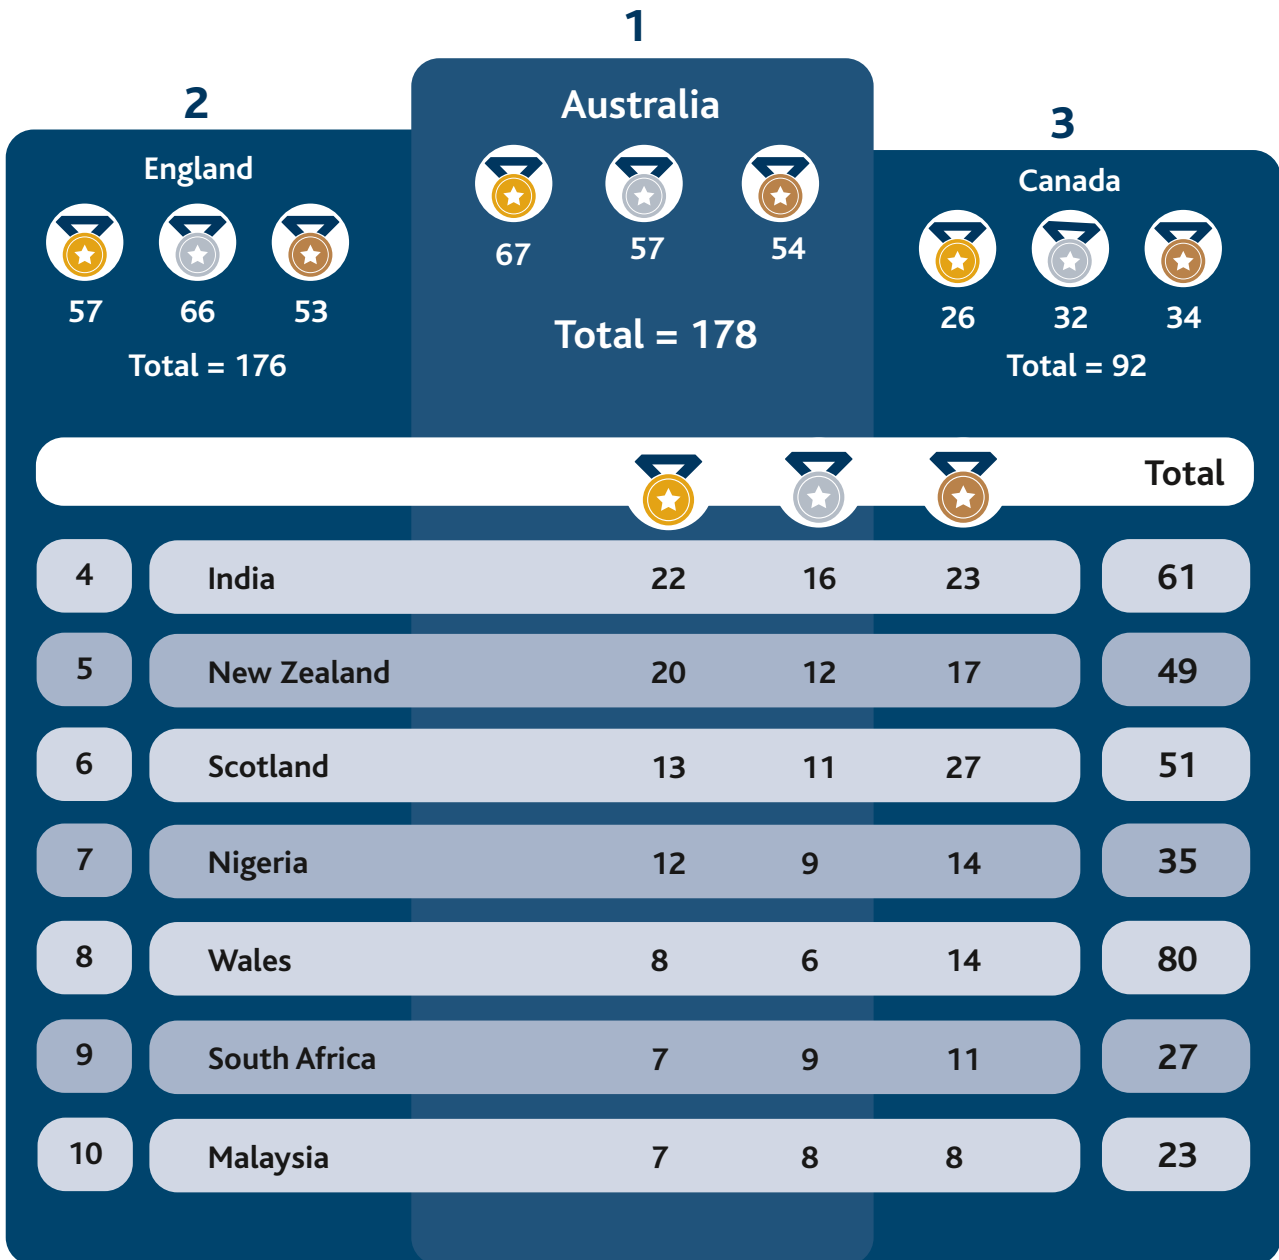 1
Australia
67 57 54
Total = 178
2
England
57 66 53
Total = 176
3
Canada
26 32 34
Total = 92
Total
4 India 22 16 23 61
5 New Zealand 20 12 17 49
6 Scotland 13 11 27 51
7 Nigeria 12 9 14 35
8 Wales 8 6 14 80
9 South Africa 7 9 11 27
10 Malaysia 7 8 8 23